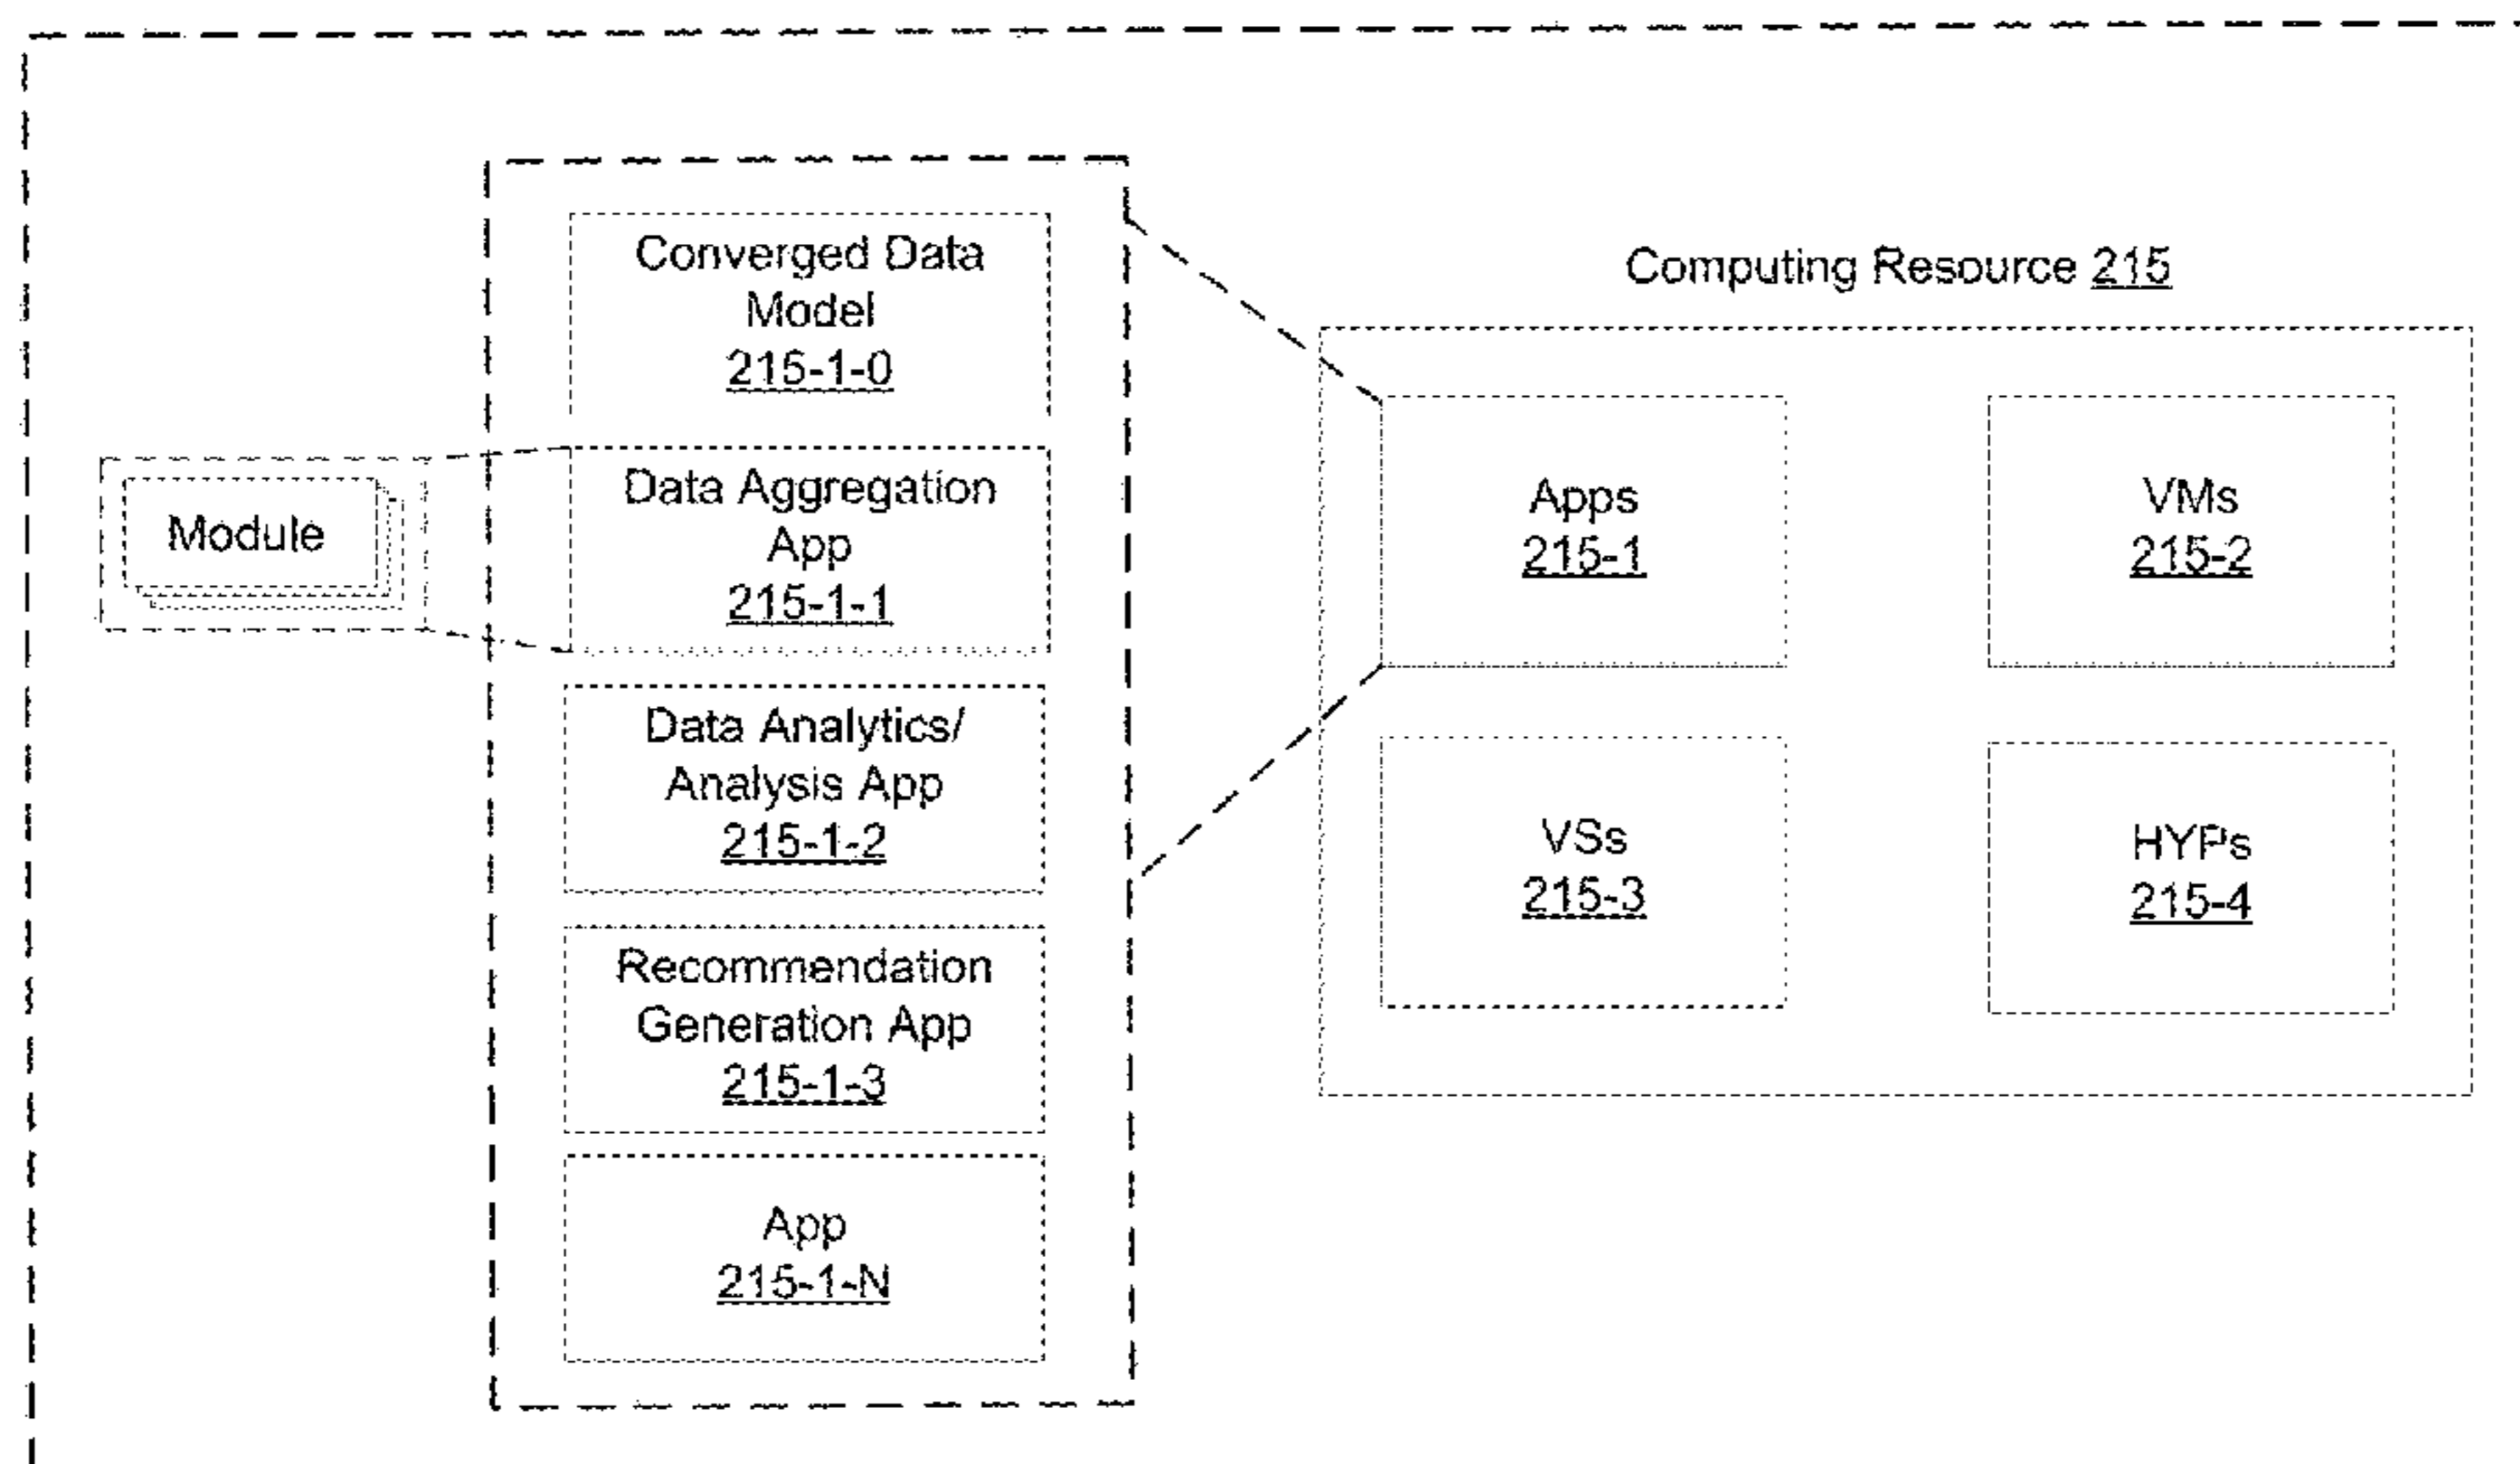 Converged Data
Model
215-1-0
Module
Data Aggregation
App
215-1-1
Data Analytics/
Analysis App
215-1-2
Recommendation
Generation App
215-1-3
App
215-1-N
Computing Resource 215
Apps
215-1
VMs
215-2
VSs
215-3
HYPs
215-4